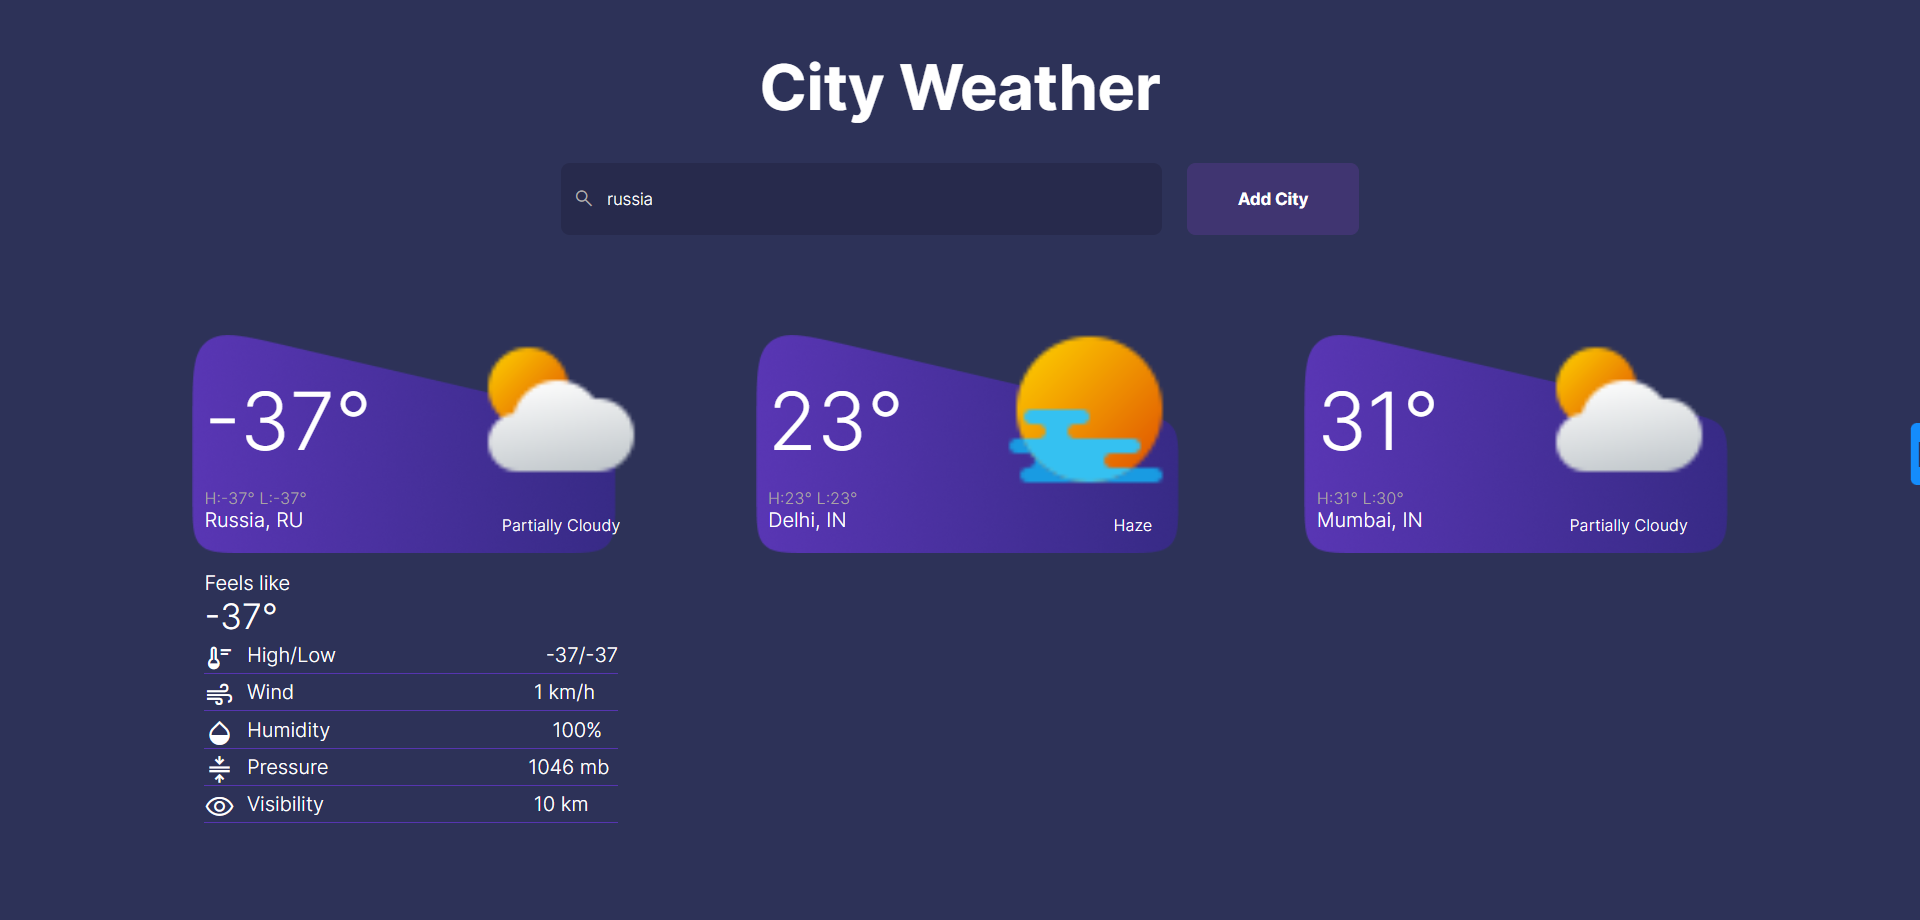 City Weather
russia
Add City
-37°
H:-37° L:-37°
Russia, RU
Partially Cloudy
23°
H:23° L:23°
Delhi, IN
Haze
31°
H:31° L:30°
Mumbai, IN
Partially Cloudy
Feels like
-37°
High/Low -37/-37
Wind 1 km/h
Humidity 100%
Pressure 1046 mb
Visibility 10 km